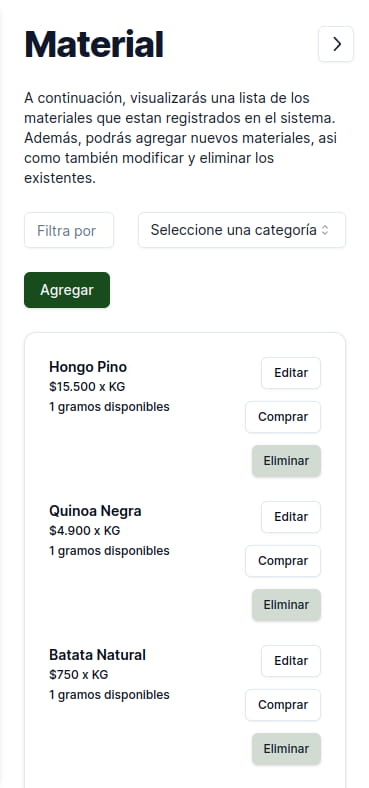 Material
A continuación, visualizarás una lista de los
materiales que estan registrados en el sistema.
Además, podrás agregar nuevos materiales, asi
como también modificar y eliminar los
existentes.
Filtra por
Seleccione una categoría
Agregar
Hongo Pino
$15.500 x KG
1 gramos disponibles
Editar
Comprar
Eliminar
Quinoa Negra
$4.900 x KG
1 gramos disponibles
Editar
Comprar
Eliminar
Batata Natural
$750 x KG
1 gramos disponibles
Editar
Comprar
Eliminar